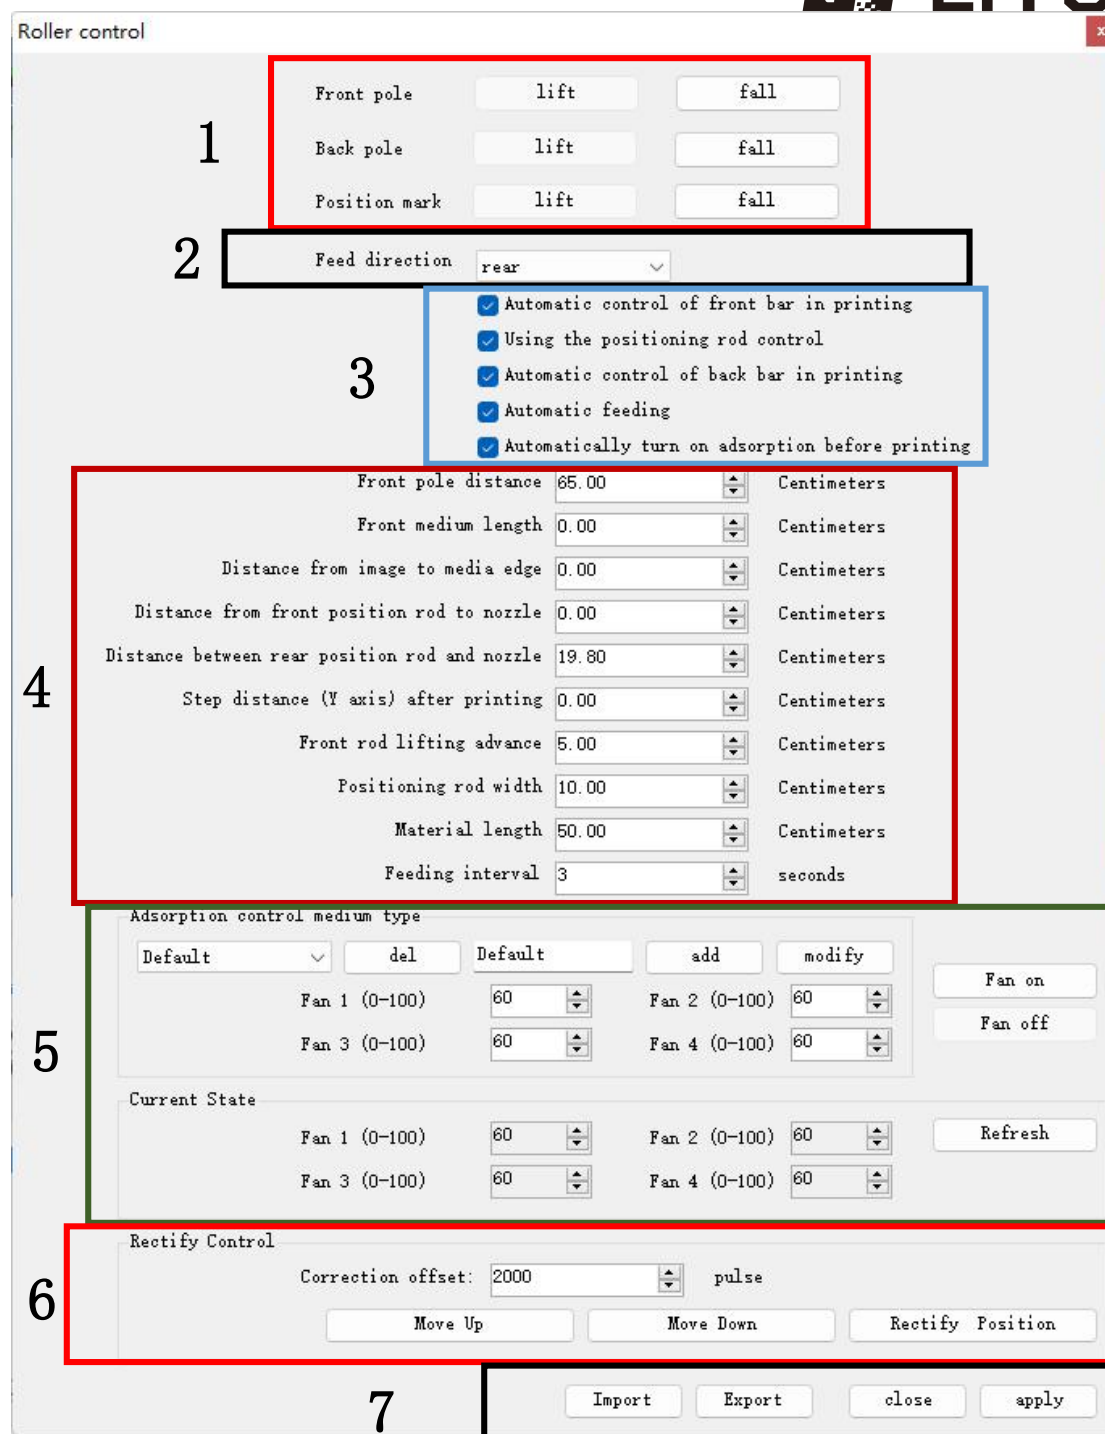 Roller control
x
Front pole lift fall
1
Back pole lift fall
Position mark lift fall
2
Feed direction rear
Automatic control of front bar in printing
Using the positioning rod control
3
Automatic control of back bar in printing
Automatic feeding
Automatically turn on adsorption before printing
Front pole distance 65.00 Centimeters
Front medium length 0.00 Centimeters
Distance from image to media edge 0.00 Centimeters
Distance from front position rod to nozzle 0.00 Centimeters
Distance between rear position rod and nozzle 19.80 Centimeters
4
Step distance (Y axis) after printing 0.00 Centimeters
Front rod lifting advance 5.00 Centimeters
Positioning rod width 10.00 Centimeters
Material length 50.00 Centimeters
Feeding interval 3 seconds
Adsorption control medium type
Default del Default add modify
Fan on
Fan 1 (0-100) 60 Fan 2 (0-100) 60
Fan off
Fan 3 (0-100) 60 Fan 4 (0-100) 60
5
Current State
Fan 1 (0-100) 60 Fan 2 (0-100) 60 Refresh
Fan 3 (0-100) 60 Fan 4 (0-100) 60
Rectify Control
Correction offset: 2000 pulse
6
Move Up Move Down Rectify Position
7
Import Export close apply